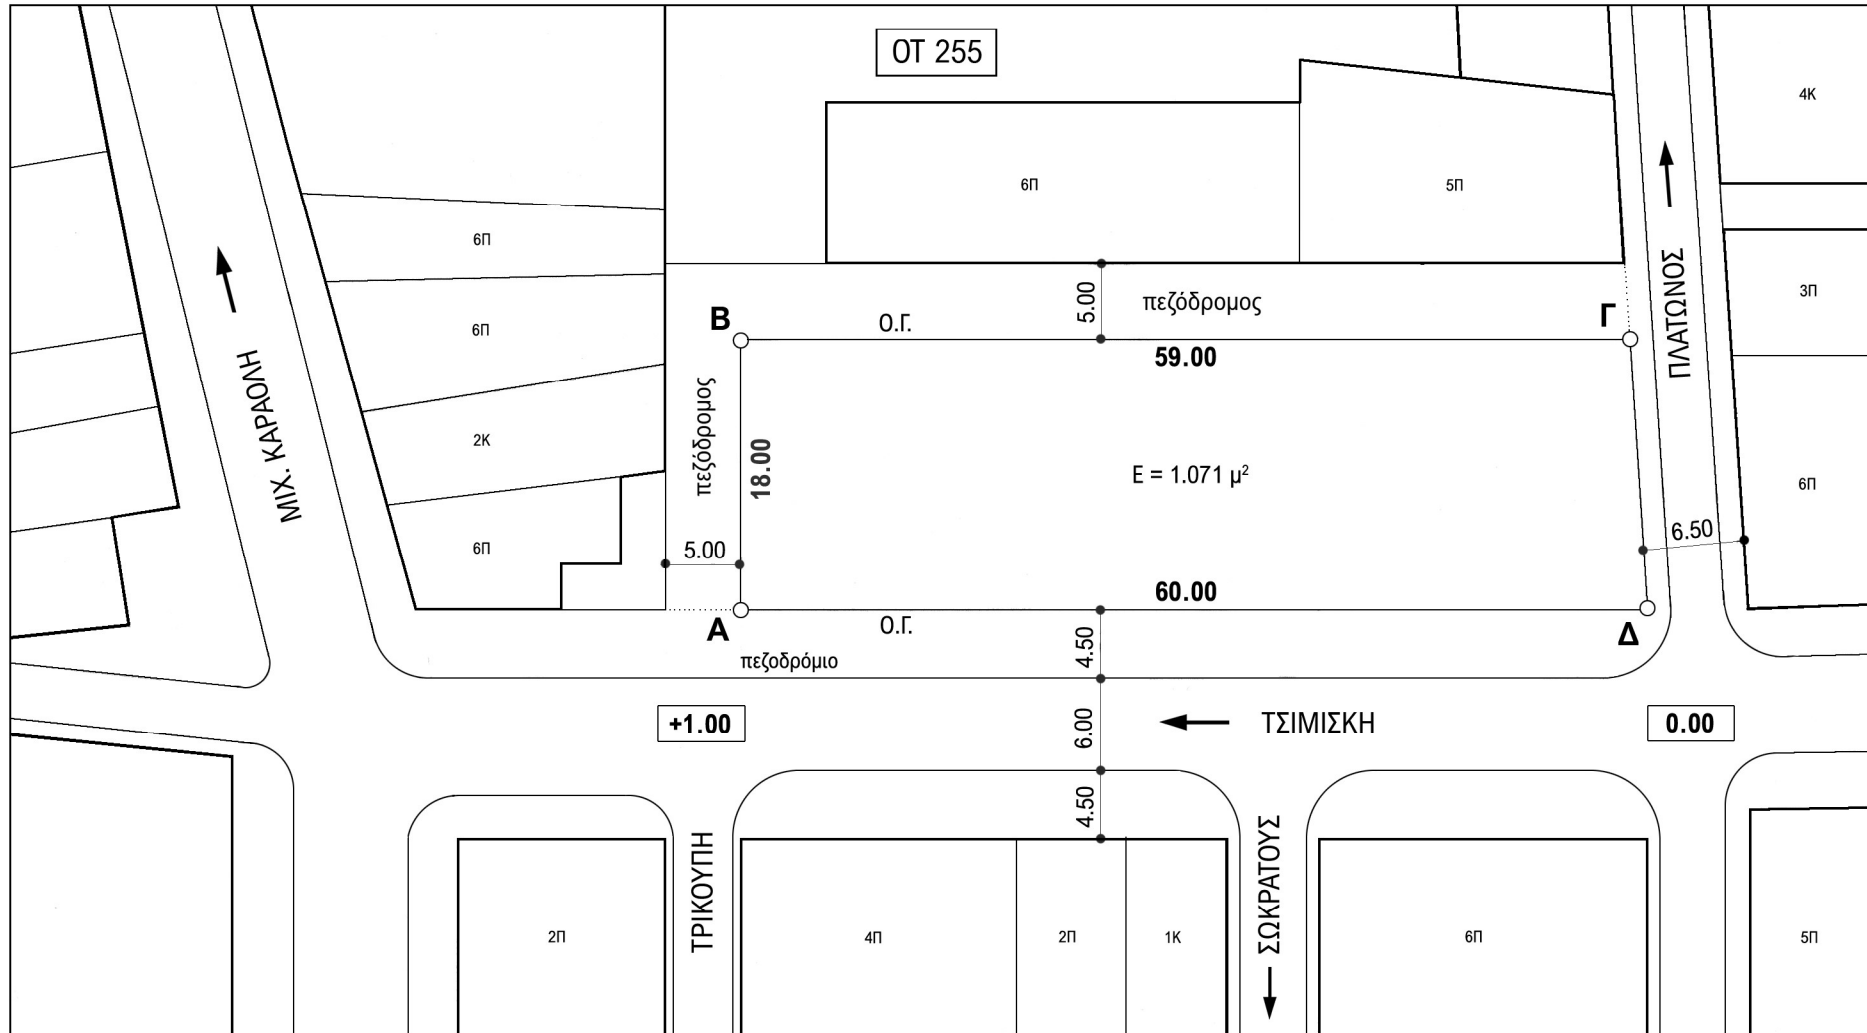 ΟΤ 255
4Κ
6Π
5Π
6Π
ΠΛΑΤΩΝΟΣ
3Π
5.00
πεζόδρομος
Γ
Β
Ο.Γ.
6Π
59.00
ΜΙΧ. ΚΑΡΑΟΛΗ
πεζόδρομος
18.00
2Κ
Ε = 1.071 μ²
6Π
6.50
6Π
5.00
60.00
Α
Ο.Γ.
Δ
4.50
πεζοδρόμιο
+1.00
6.00
ΤΣΙΜΙΣΚΗ
0.00
4.50
ΤΡΙΚΟΥΠΗ
ΣΩΚΡΑΤΟΥΣ
2Π
4Π
2Π
1Κ
6Π
5Π